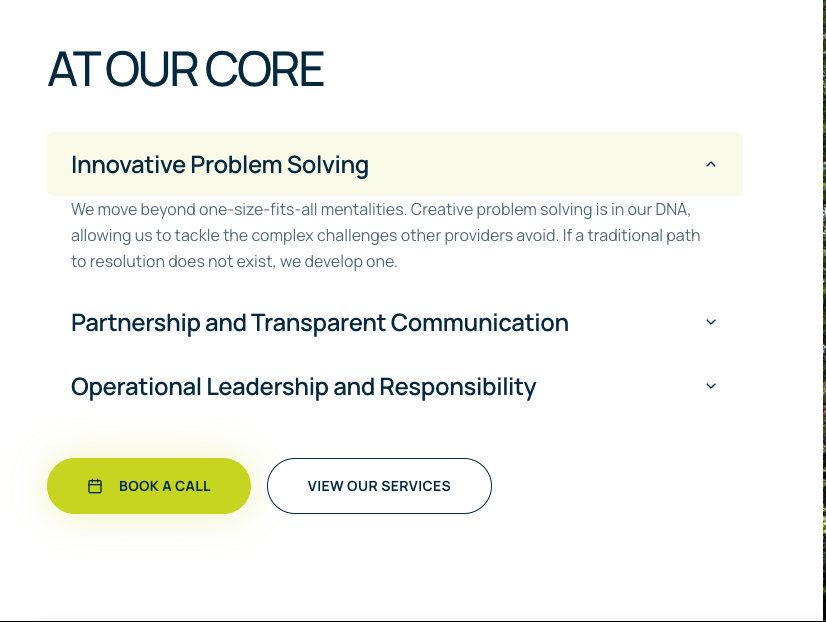 AT OUR CORE
Innovative Problem Solving
We move beyond one-size-fits-all mentalities. Creative problem solving is in our DNA,
allowing us to tackle the complex challenges other providers avoid. If a traditional path
to resolution does not exist, we develop one.
Partnership and Transparent Communication
Operational Leadership and Responsibility
BOOK A CALL
VIEW OUR SERVICES